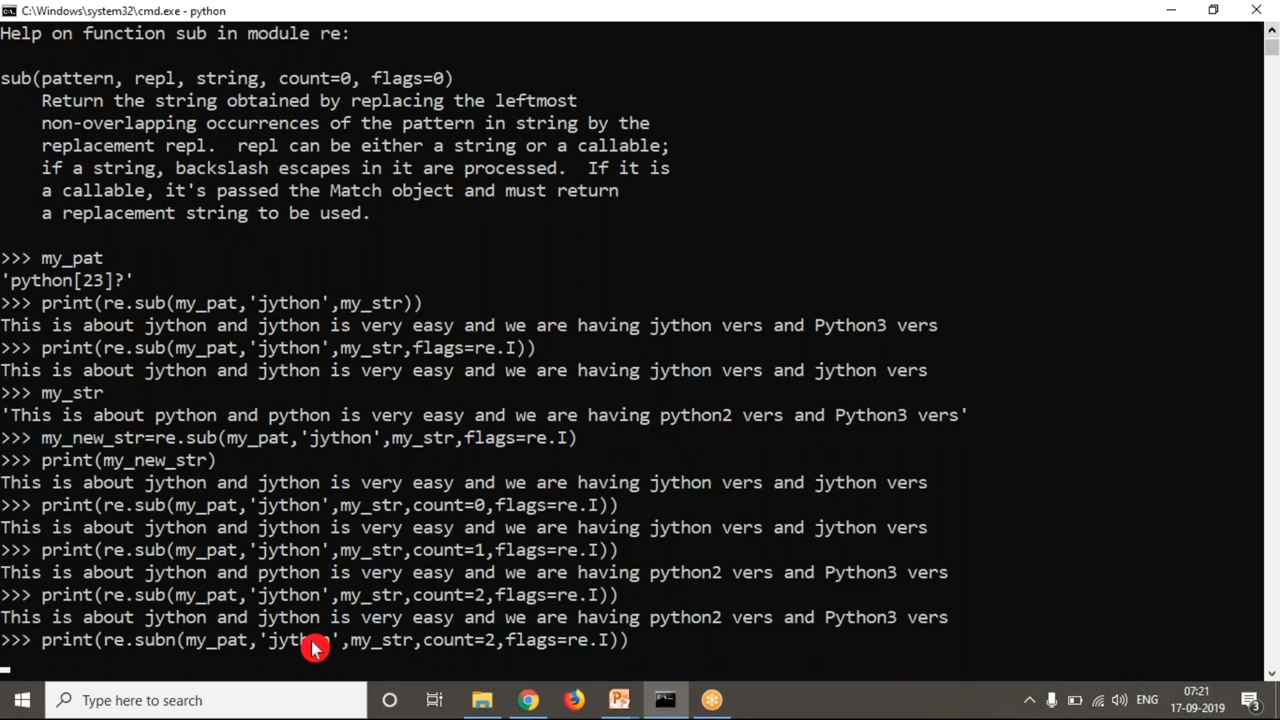 C:\Windows\system32\cmd.exe - python
Help on function sub in module re:
sub(pattern, repl, string, count=0, flags=0)
Return the string obtained by replacing the leftmost
non-overlapping occurrences of the pattern in string by the
replacement repl.  repl can be either a string or a callable;
if a string, backslash escapes in it are processed.  If it is
a callable, it's passed the Match object and must return
a replacement string to be used.
>>> my_pat
'python[23]?'
>>> print(re.sub(my_pat,'jython',my_str))
This is about jython and jython is very easy and we are having jython vers and Python3 vers
>>> print(re.sub(my_pat,'jython',my_str,flags=re.I))
This is about jython and jython is very easy and we are having jython vers and jython vers
>>> my_str
'This is about python and python is very easy and we are having python2 vers and Python3 vers'
>>> my_new_str=re.sub(my_pat,'jython',my_str,flags=re.I)
>>> print(my_new_str)
This is about jython and jython is very easy and we are having jython vers and jython vers
>>> print(re.sub(my_pat,'jython',my_str,count=0,flags=re.I))
This is about jython and jython is very easy and we are having jython vers and jython vers
>>> print(re.sub(my_pat,'jython',my_str,count=1,flags=re.I))
This is about jython and python is very easy and we are having python2 vers and Python3 vers
>>> print(re.sub(my_pat,'jython',my_str,count=2,flags=re.I))
This is about jython and jython is very easy and we are having python2 vers and Python3 vers
>>> print(re.subn(my_pat,'jython',my_str,count=2,flags=re.I))
Type here to search
ENG
07:21
17-09-2019
3